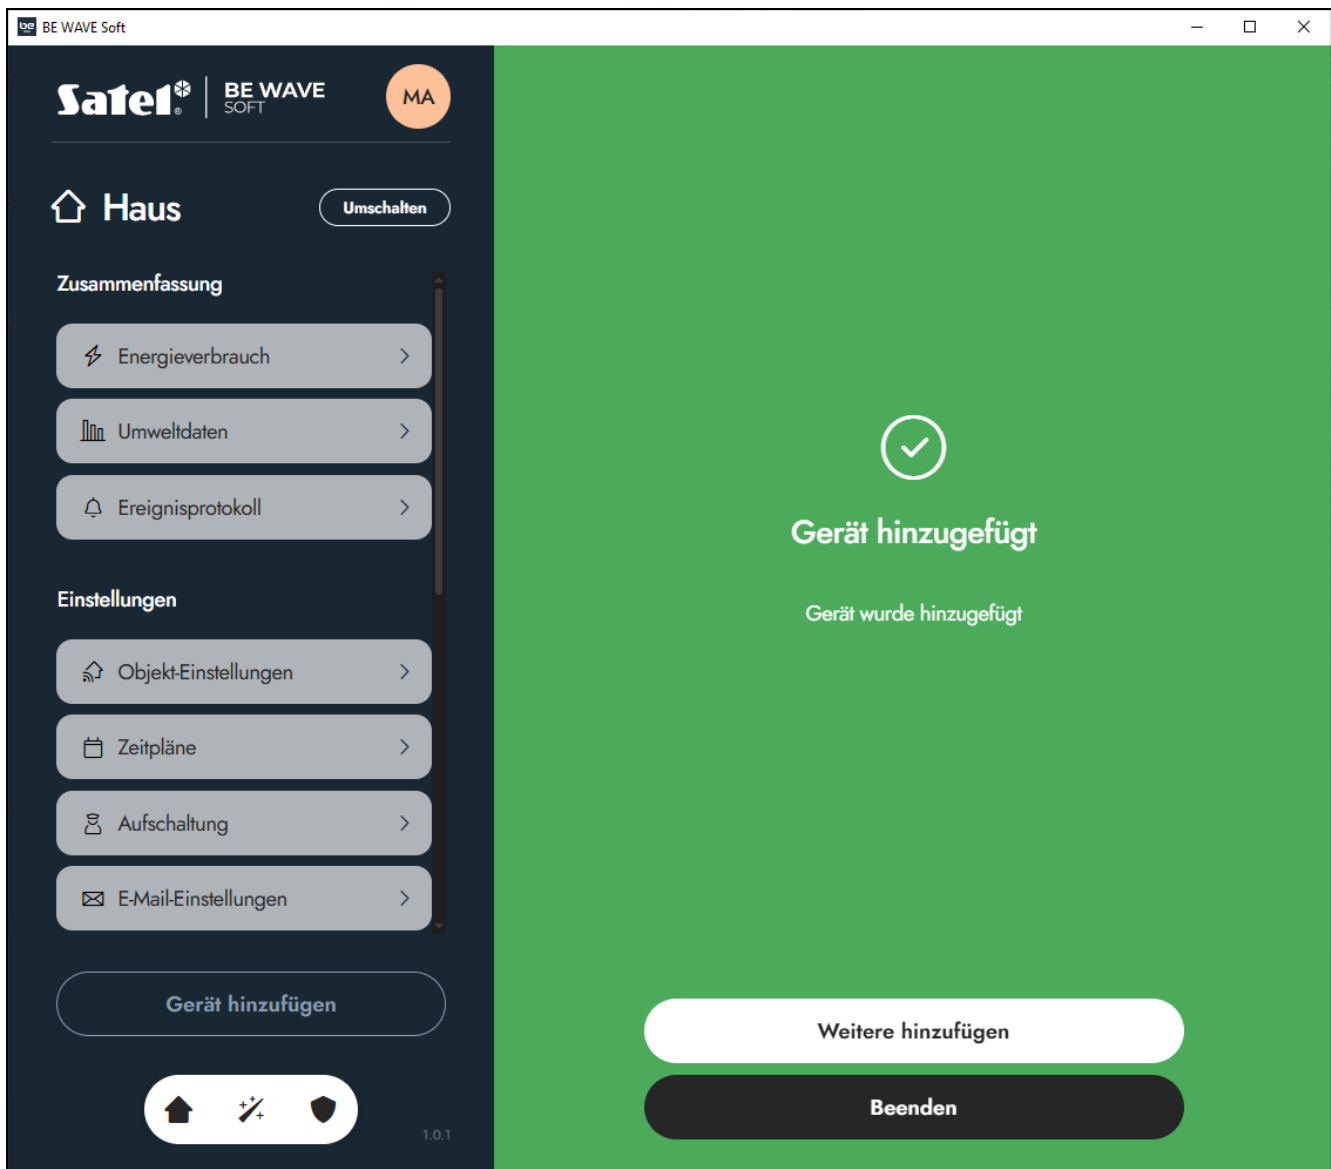 be BE WAVE Soft
Satel® BE WAVE
SOFT
MA
Haus
Umschalten
Zusammenfassung
Energieverbrauch
Umweltdaten
Ereignisprotokoll
Einstellungen
Objekt-Einstellungen
Zeitpläne
Aufschaltung
E-Mail-Einstellungen
Gerät hinzufügen
1.0.1
Gerät hinzugefügt
Gerät wurde hinzugefügt
Weitere hinzufügen
Beenden